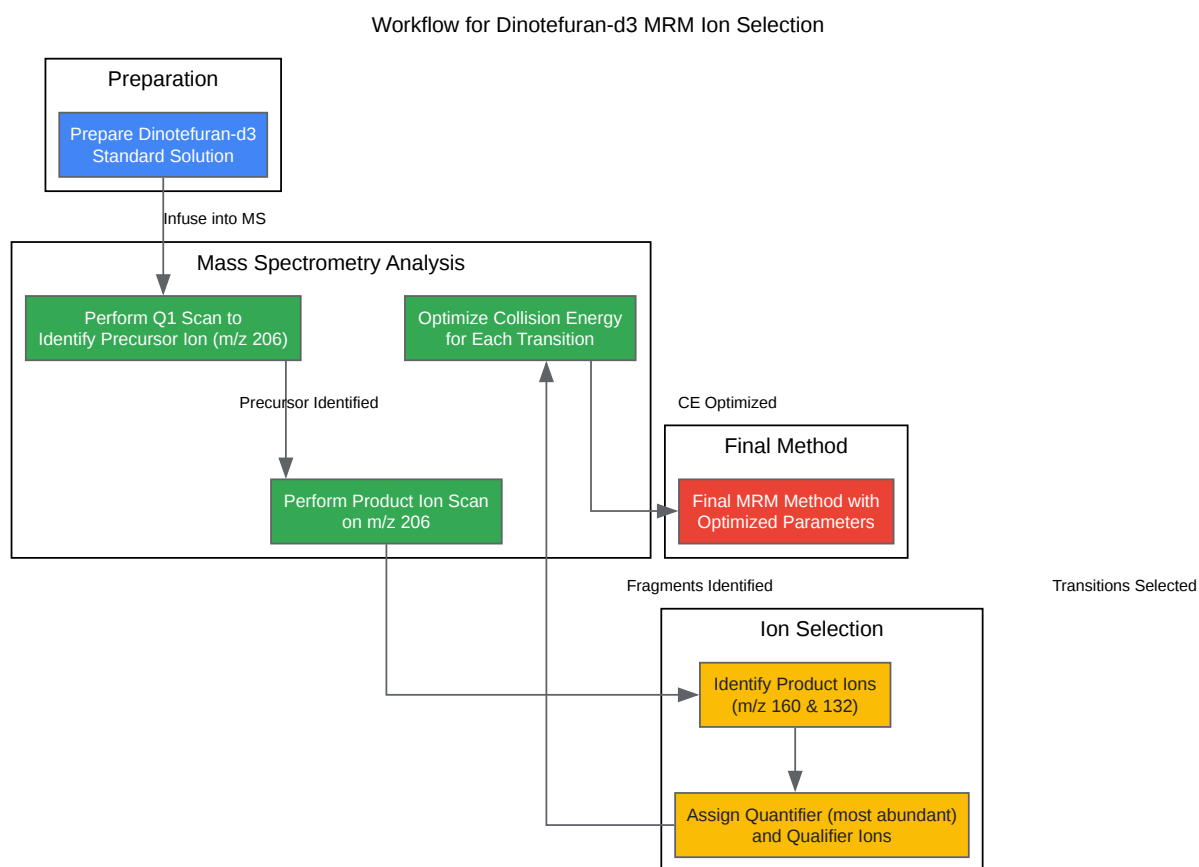 Workflow for Dinotefuran-d3 MRM Ion Selection
Preparation
Prepare Dinotefuran-d3
Standard Solution
Infuse into MS
Mass Spectrometry Analysis
Perform Q1 Scan to
Identify Precursor Ion (m/z 206)
Optimize Collision Energy
for Each Transition
Precursor Identified
CE Optimized
Final Method
Perform Product Ion Scan
on m/z 206
Final MRM Method with
Optimized Parameters
Fragments Identified
Transitions Selected
Ion Selection
Identify Product Ions
(m/z 160 & 132)
Assign Quantifier (most abundant)
and Qualifier Ions